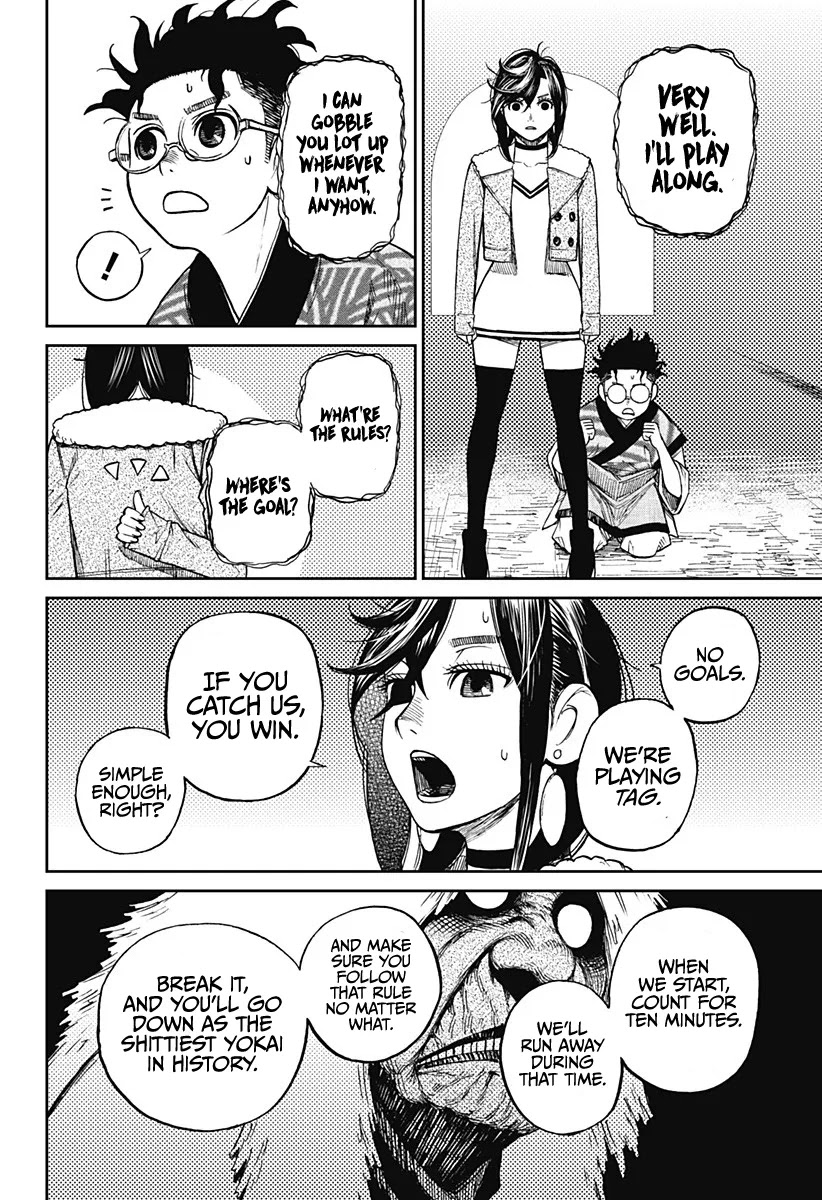 VERY
WELL.
I'LL PLAY
ALONG.
I CAN
GOBBLE
YOU LOT UP
WHENEVER
I WANT,
ANYHOW.
!
WHAT'RE
THE RULES?
WHERE'S
THE GOAL?
NO
GOALS.
WE'RE
PLAYING
TAG.
IF YOU
CATCH US,
YOU WIN.
SIMPLE
ENOUGH,
RIGHT?
WHEN
WE START,
COUNT FOR
TEN MINUTES.
WE'LL
RUN AWAY
DURING
THAT TIME.
AND MAKE
SURE YOU
FOLLOW
THAT RULE
NO MATTER
WHAT.
BREAK IT,
AND YOU'LL GO
DOWN AS THE
SHITTIEST YOKAI
IN HISTORY.